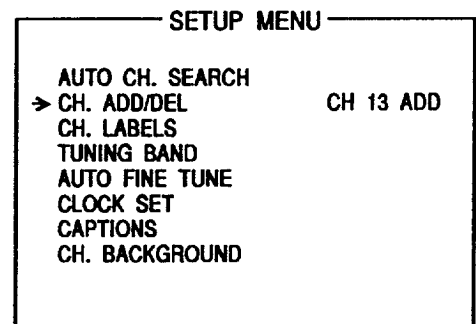 SETUP MENU
AUTO CH. SEARCH
→ CH. ADD/DEL CH 13 ADD
CH. LABELS
TUNING BAND
AUTO FINE TUNE
CLOCK SET
CAPTIONS
CH. BACKGROUND